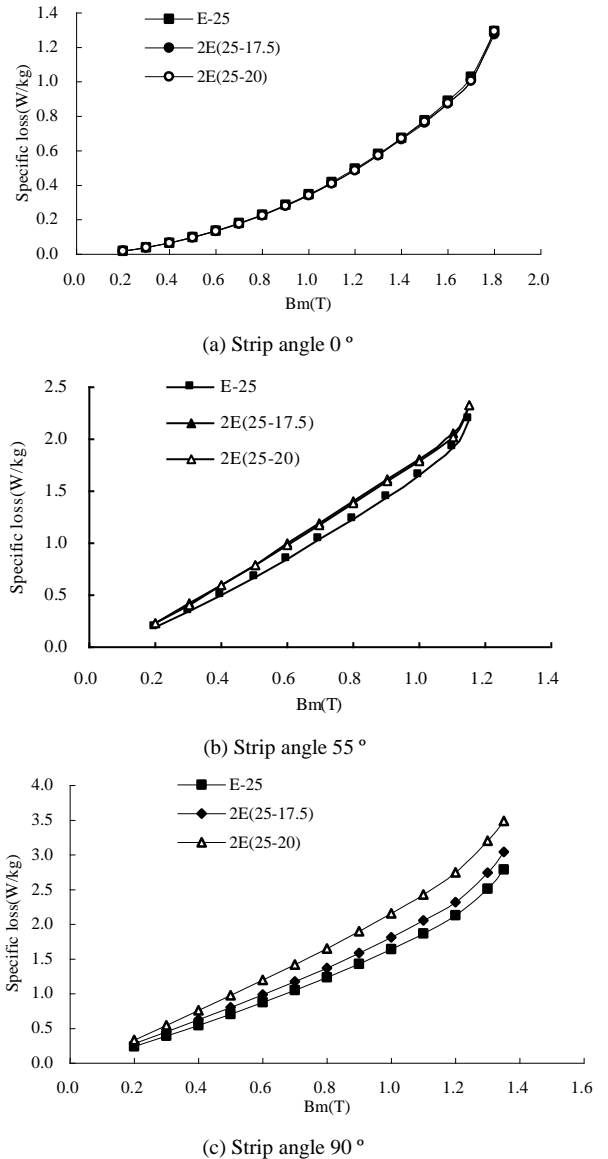 1.4
1.2
1.0
0.8
0.6
0.4
0.2
0.0
Specific loss(W/kg)
E-25
2E(25-17.5)
2E(25-20)
0.0 0.2 0.4 0.6 0.8 1.0 1.2 1.4 1.6 1.8 2.0
Bm(T)
(a) Strip angle 0 º
2.5
2.0
1.5
1.0
0.5
0.0
Specific loss(W/kg)
E-25
2E(25-17.5)
2E(25-20)
0.0 0.2 0.4 0.6 0.8 1.0 1.2 1.4
Bm(T)
(b) Strip angle 55 º
4.0
3.5
3.0
2.5
2.0
1.5
1.0
0.5
0.0
Specific loss(W/kg)
E-25
2E(25-17.5)
2E(25-20)
0.0 0.2 0.4 0.6 0.8 1.0 1.2 1.4 1.6
Bm(T)
(c) Strip angle 90 º